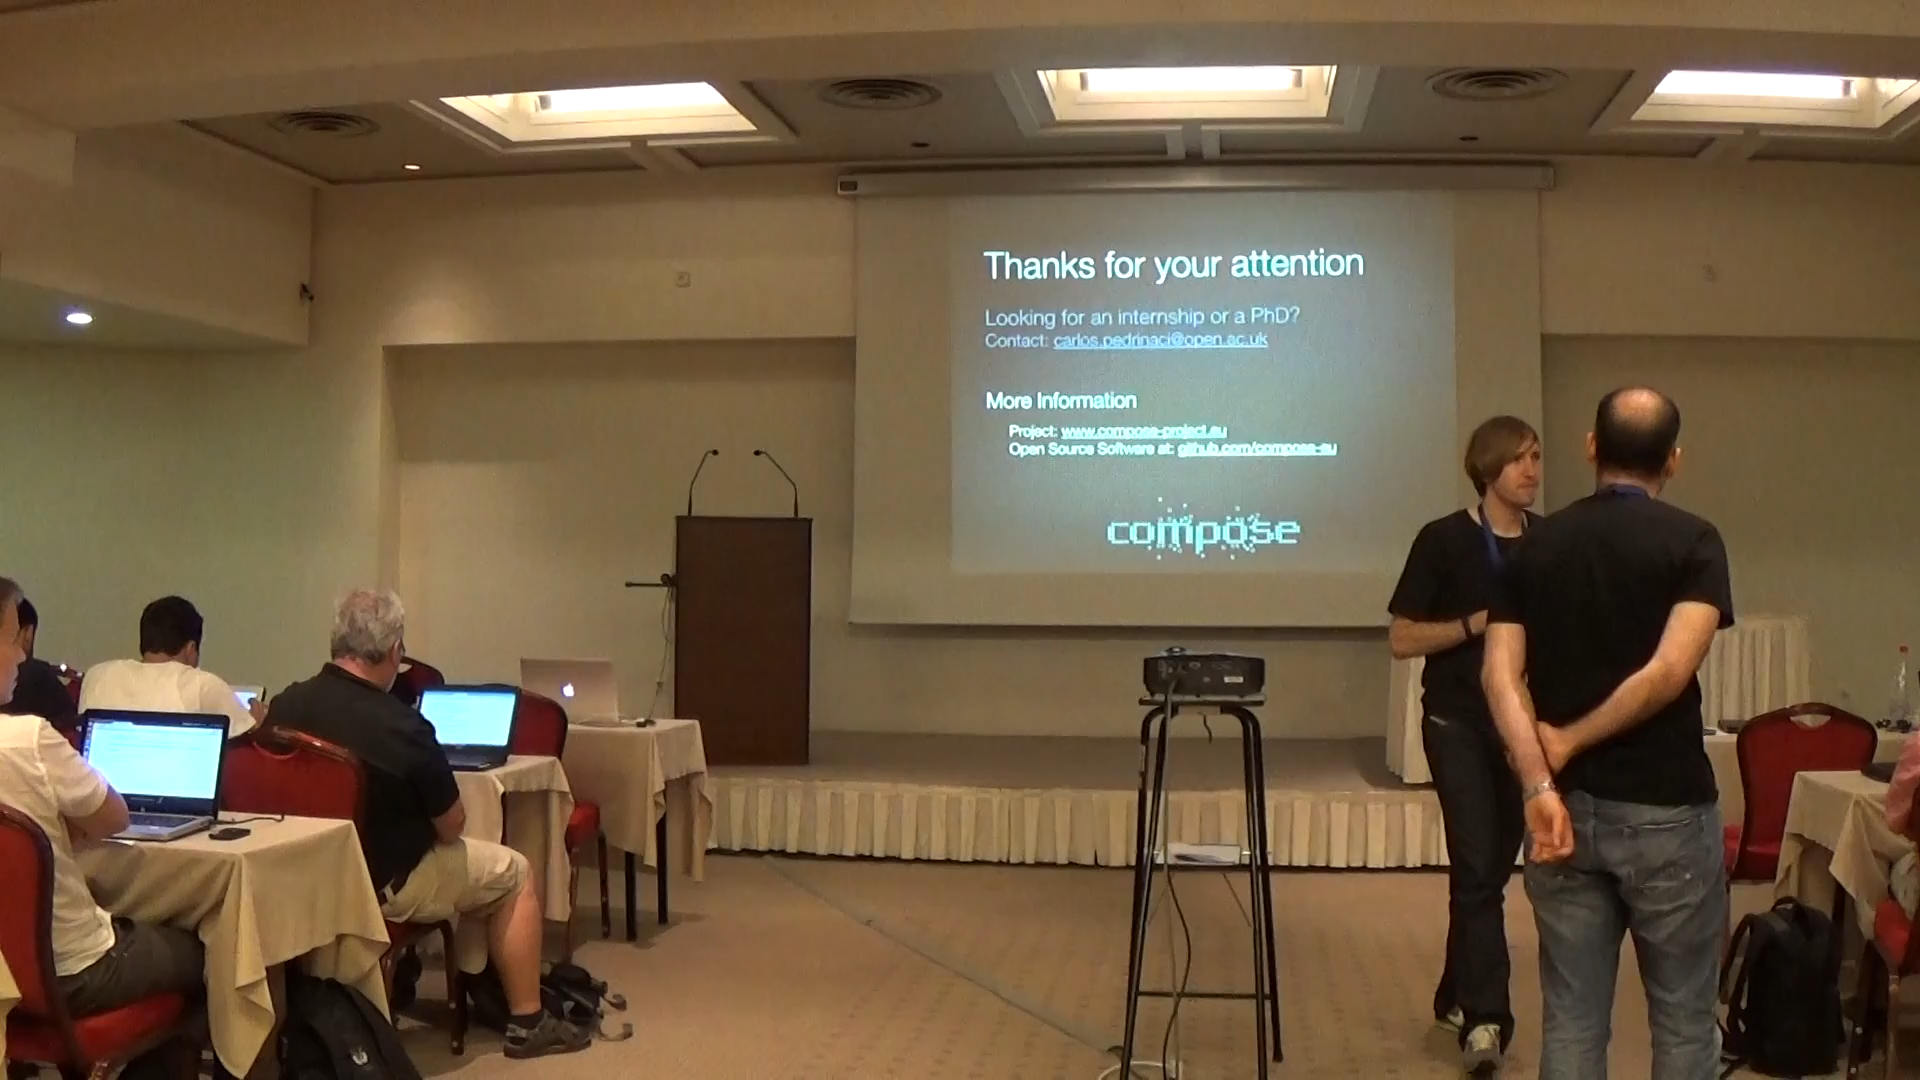 Thanks for your attention
Looking for an internship or a PhD?
Contact: carlos.pedrinaci@open.ac.uk
More Information
Project: www.compose-project.eu
Open Source Software at: github.com/compose-eu
compose